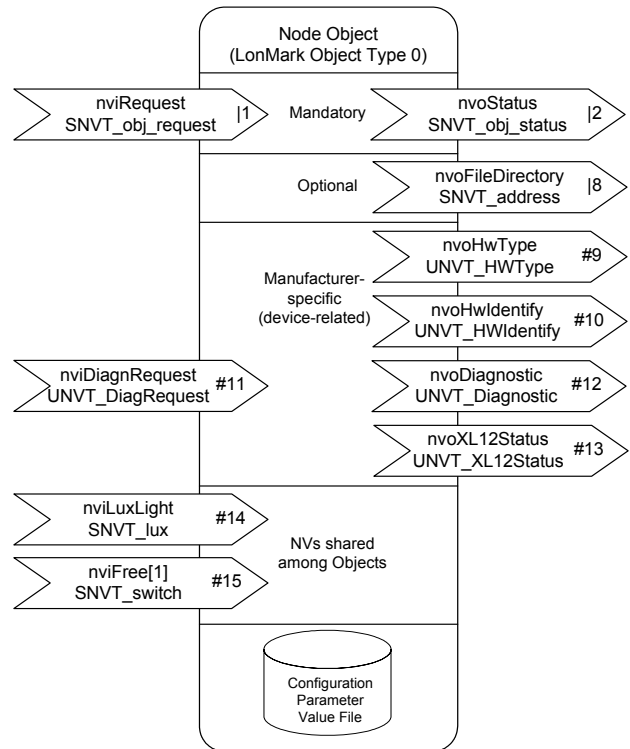 Node Object
(LonMark Object Type 0)
nviRequest
SNVT_obj_request
|1
Mandatory
nvoStatus
SNVT_obj_status
|2
Optional
nvoFileDirectory
SNVT_address
|8
Manufacturer-
specific
(device-related)
nvoHwType
UNVT_HWType
#9
nvoHwIdentify
UNVT_HWIdentify
#10
nviDiagnRequest
UNVT_DiagRequest
#11
nvoDiagnostic
UNVT_Diagnostic
#12
nvoXL12Status
UNVT_XL12Status
#13
nviLuxLight
SNVT_lux
#14
nviFree[1]
SNVT_switch
#15
NVs shared
among Objects
Configuration
Parameter
Value File